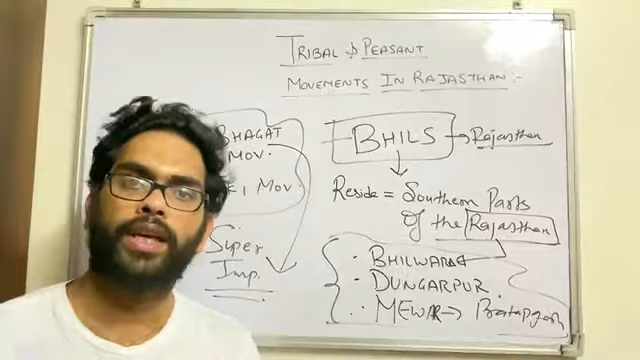 TRIBAL & PEASANT
MOVEMENTS IN RAJASTHAN :-
BHAGAT
MOV.
MOV.
Super
Imp.
BHILS → Rajasthan
Reside = Southern Parts
Of the Rajasthan
· BHILWARA
· DUNGARPUR
· MEWAR → Pratapgarh